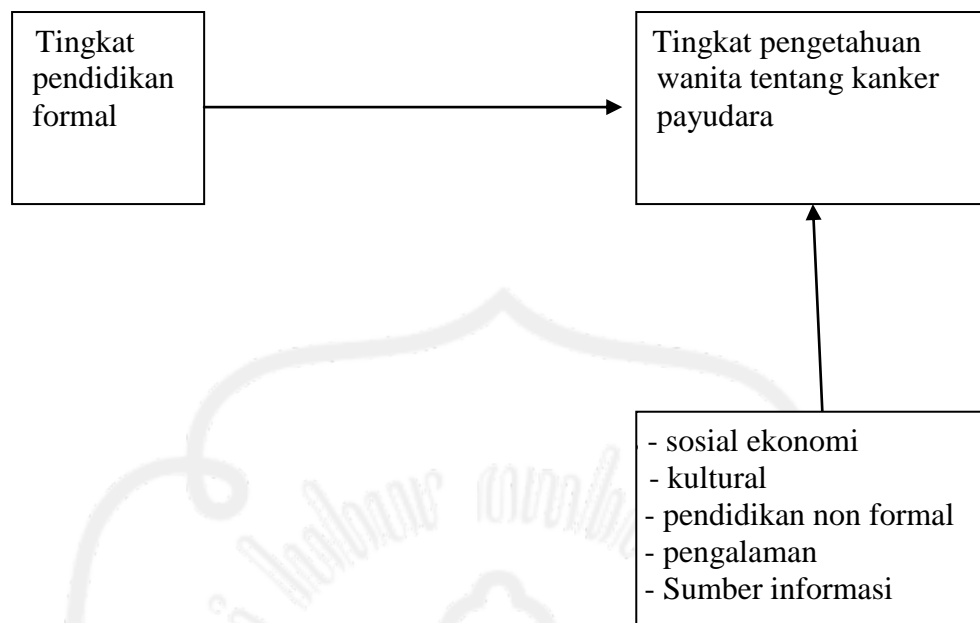 Tingkat
pendidikan
formal
Tingkat pengetahuan
wanita tentang kanker
payudara
- sosial ekonomi
- kultural
- pendidikan non formal
- pengalaman
- Sumber informasi